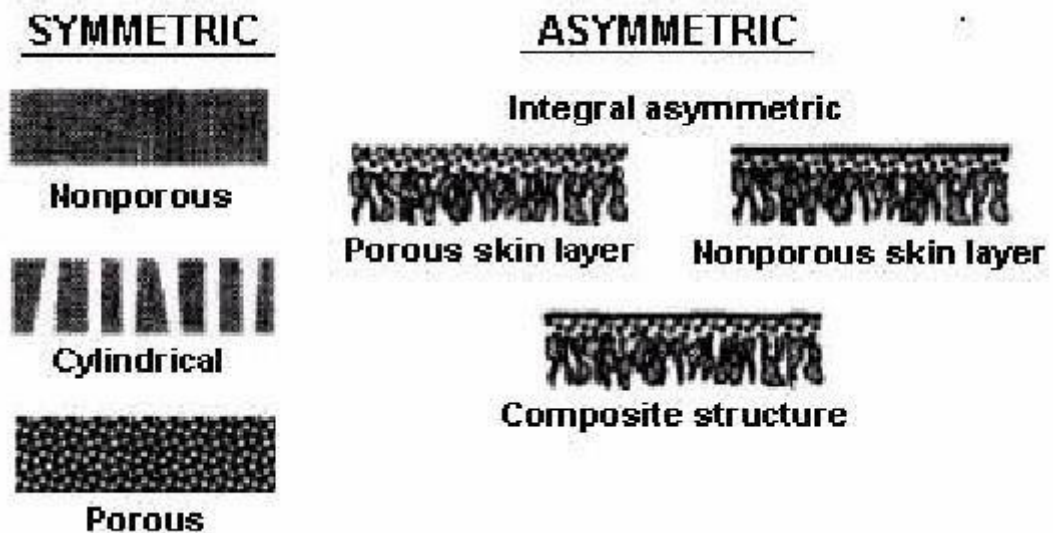 SYMMETRIC
Nonporous
Cylindrical
Porous
ASYMMETRIC
Integral asymmetric
Porous skin layer
Nonporous skin layer
Composite structure